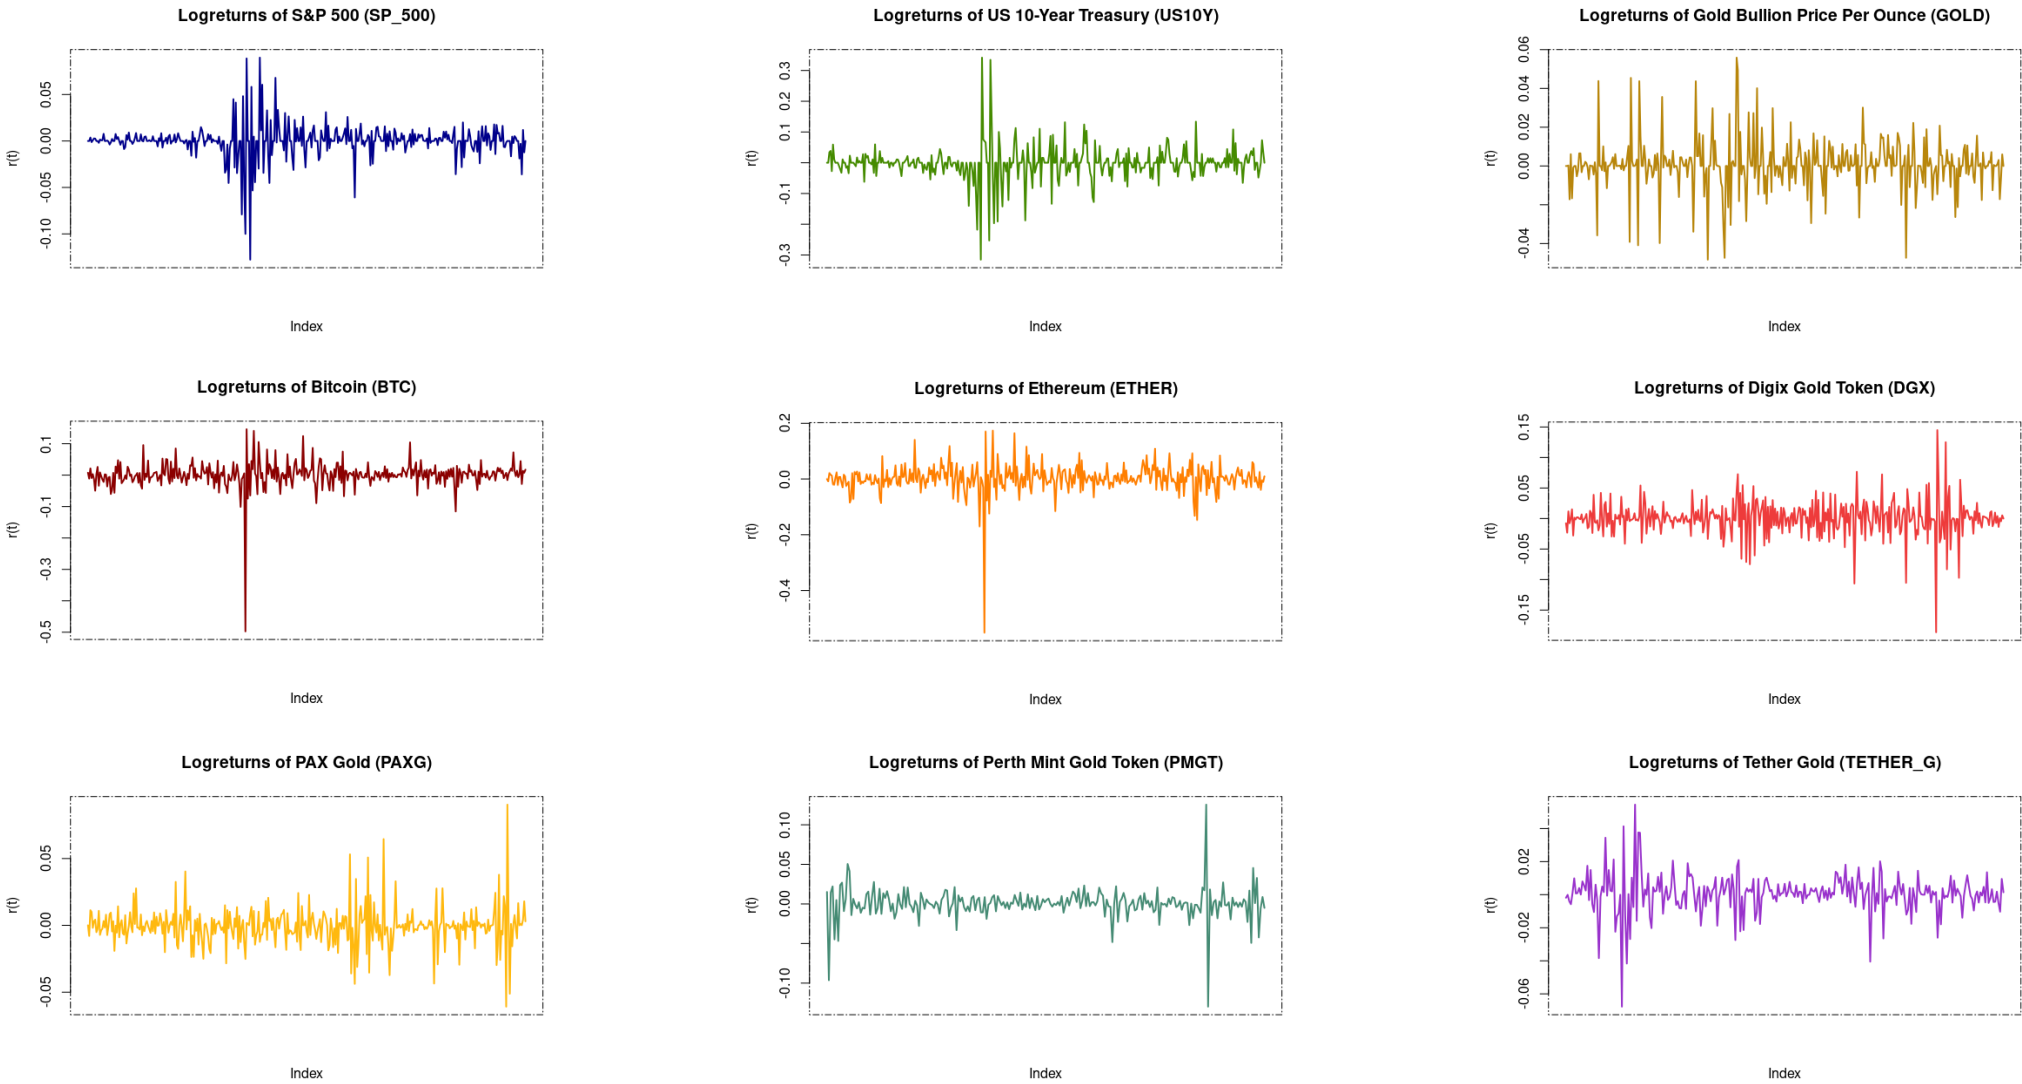 Logreturns of S&P 500 (SP_500)
r(t)
0.05
0.00
-0.05
-0.10
Index
Logreturns of US 10-Year Treasury (US10Y)
r(t)
0.3
0.2
0.1
-0.1
-0.3
Index
Logreturns of Gold Bullion Price Per Ounce (GOLD)
r(t)
0.06
0.04
0.02
0.00
-0.04
Index
Logreturns of Bitcoin (BTC)
r(t)
0.1
-0.1
-0.3
-0.5
Index
Logreturns of Ethereum (ETHER)
r(t)
0.2
0.0
-0.2
-0.4
Index
Logreturns of Digix Gold Token (DGX)
r(t)
0.15
0.05
-0.05
-0.15
Index
Logreturns of PAX Gold (PAXG)
r(t)
0.05
0.00
-0.05
Index
Logreturns of Perth Mint Gold Token (PMGT)
r(t)
0.10
0.05
0.00
-0.10
Index
Logreturns of Tether Gold (TETHER_G)
r(t)
0.02
-0.02
-0.06
Index